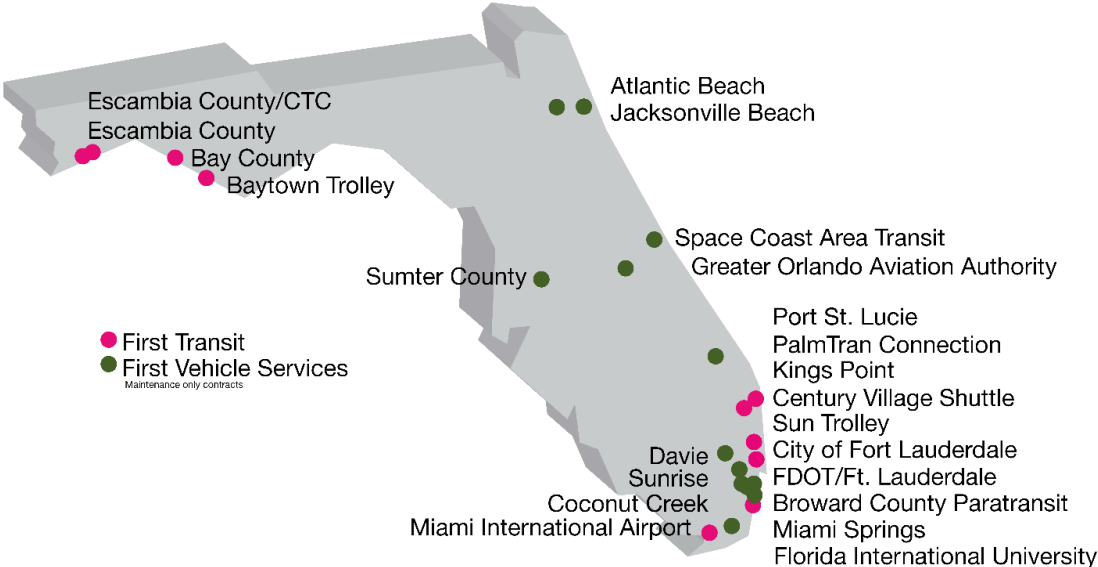 Atlantic Beach
Jacksonville Beach
Escambia County/CTC
Escambia County
Bay County
Baytown Trolley
Space Coast Area Transit
Greater Orlando Aviation Authority
Sumter County
First Transit
First Vehicle Services
Maintenance only contracts
Port St. Lucie
PalmTran Connection
Kings Point
Century Village Shuttle
Sun Trolley
City of Fort Lauderdale
FDOT/Ft. Lauderdale
Broward County Paratransit
Miami Springs
Florida International University
Davie
Sunrise
Coconut Creek
Miami International Airport